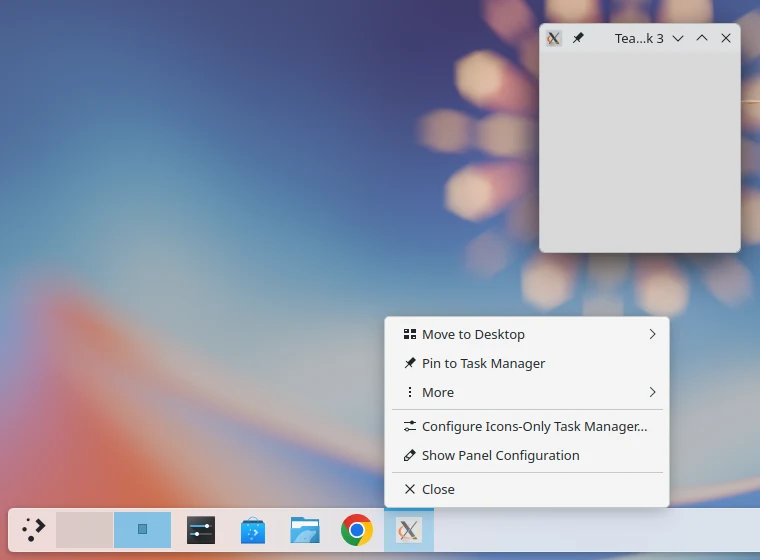 Tea...k 3
Move to Desktop
Pin to Task Manager
More
Configure Icons-Only Task Manager...
Show Panel Configuration
Close